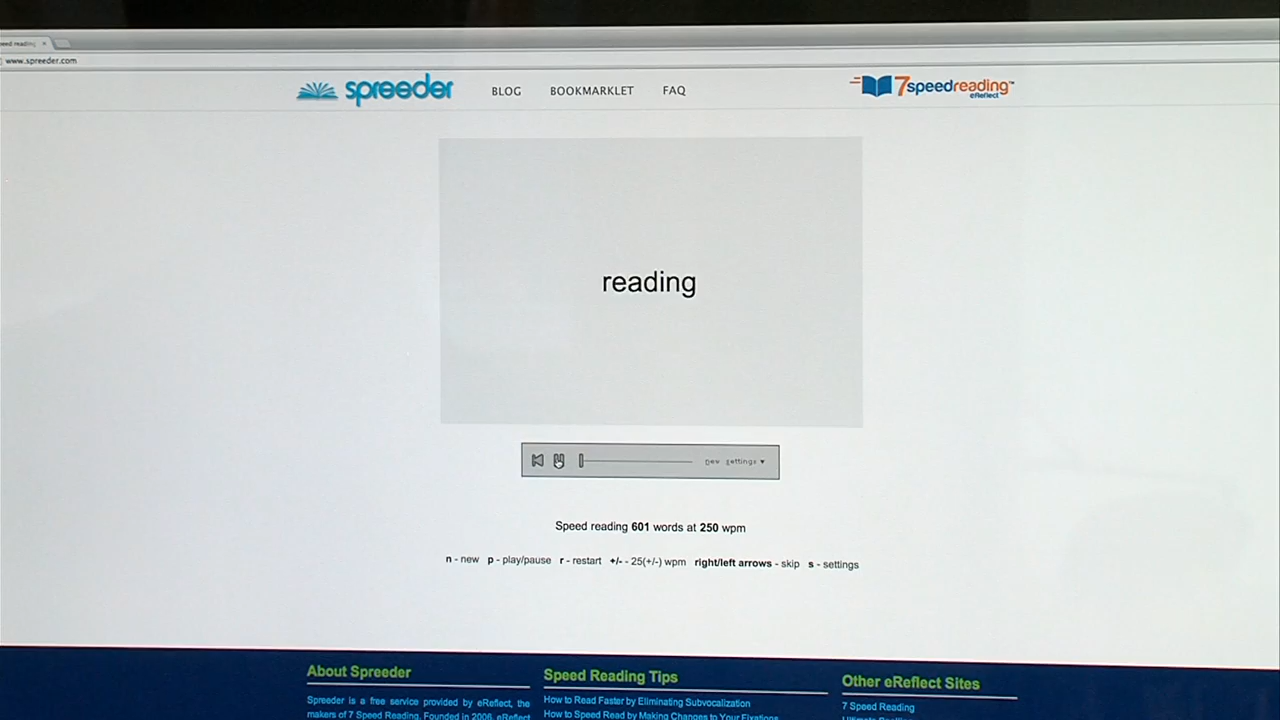 eed reading
www.spreeder.com
spreeder BLOG BOOKMARKLET FAQ 7speedreading™
eReflect
reading
new settings ▾
Speed reading 601 words at 250 wpm
n - new p - play/pause r - restart +/- - 25(+/-) wpm right/left arrows - skip s - settings
About Spreeder
Spreeder is a free service provided by eReflect, the
makers of 7 Speed Reading. Founded in 2006, eReflect
Speed Reading Tips
How to Read Faster by Eliminating Subvocalization
How to Speed Read by Making Changes to Your Fixations
Other eReflect Sites
7 Speed Reading